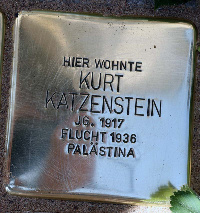 HIER WOHNTE
KURT
KATZENSTEIN
JG. 1917
FLUCHT 1936
PALÄSTINA